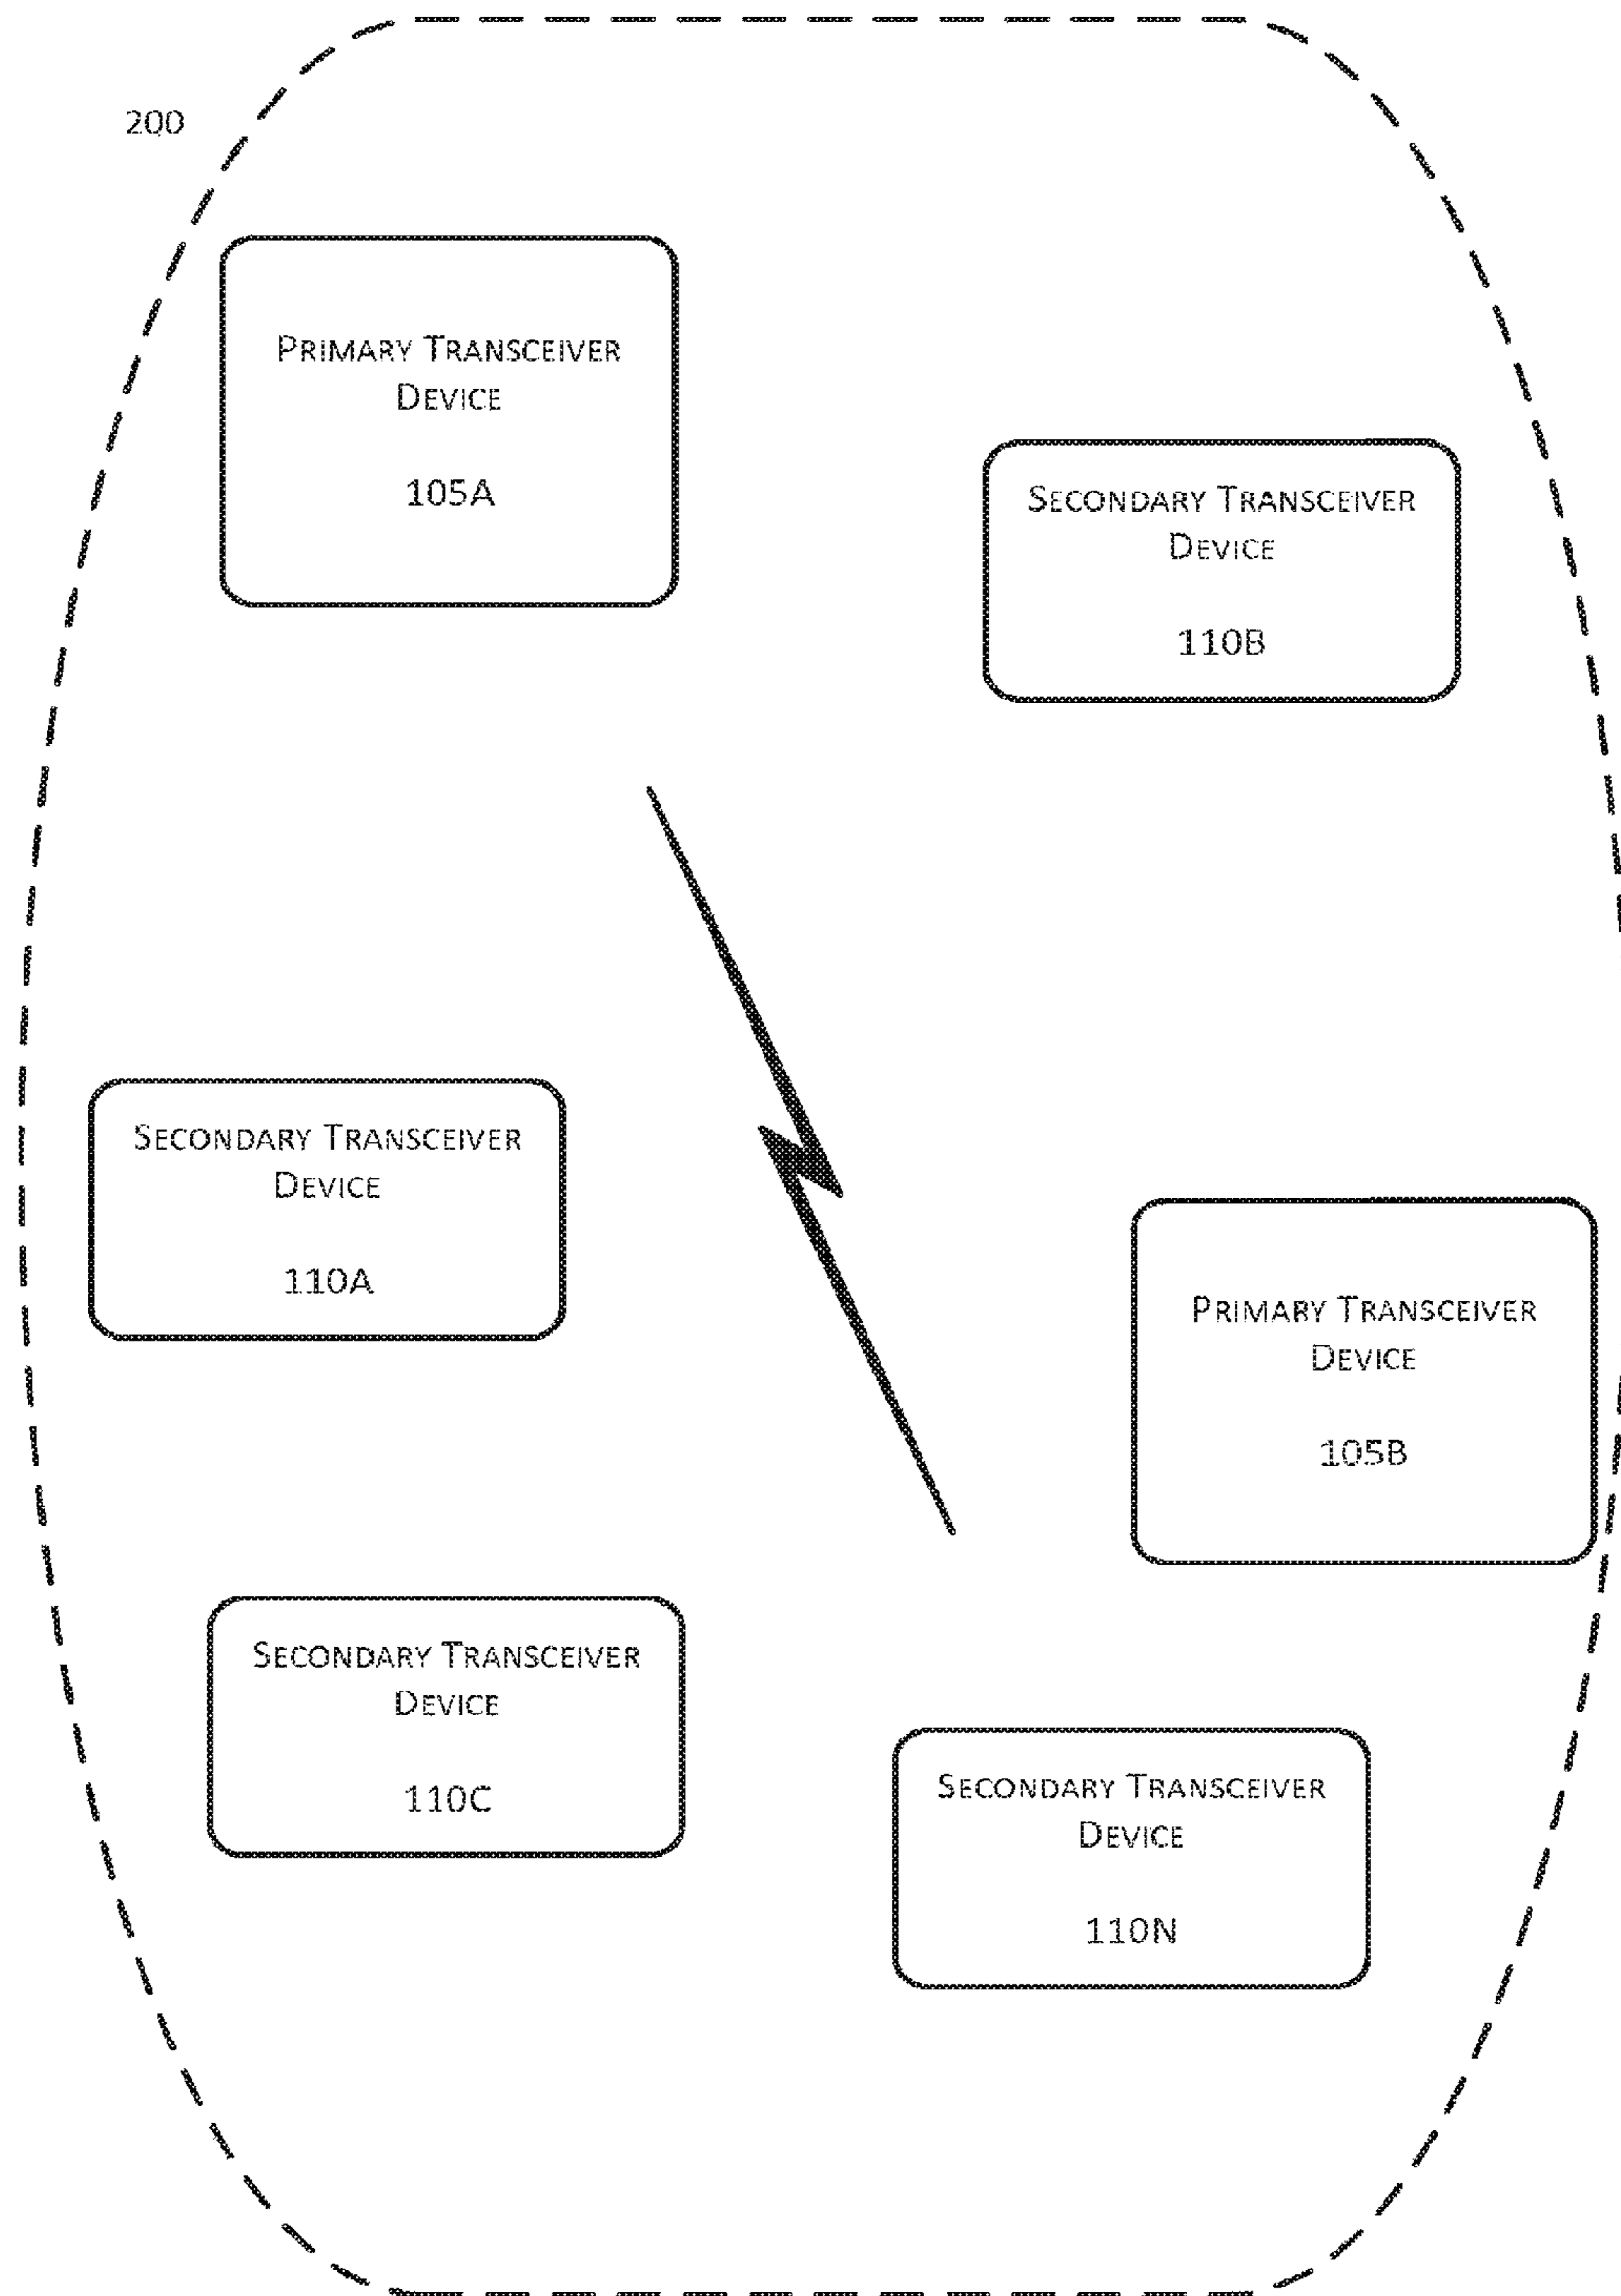 200
PRIMARY TRANSCEIVER
DEVICE
105A
SECONDARY TRANSCEIVER
DEVICE
110B
SECONDARY TRANSCEIVER
DEVICE
110A
PRIMARY TRANSCEIVER
DEVICE
105B
SECONDARY TRANSCEIVER
DEVICE
110C
SECONDARY TRANSCEIVER
DEVICE
110N